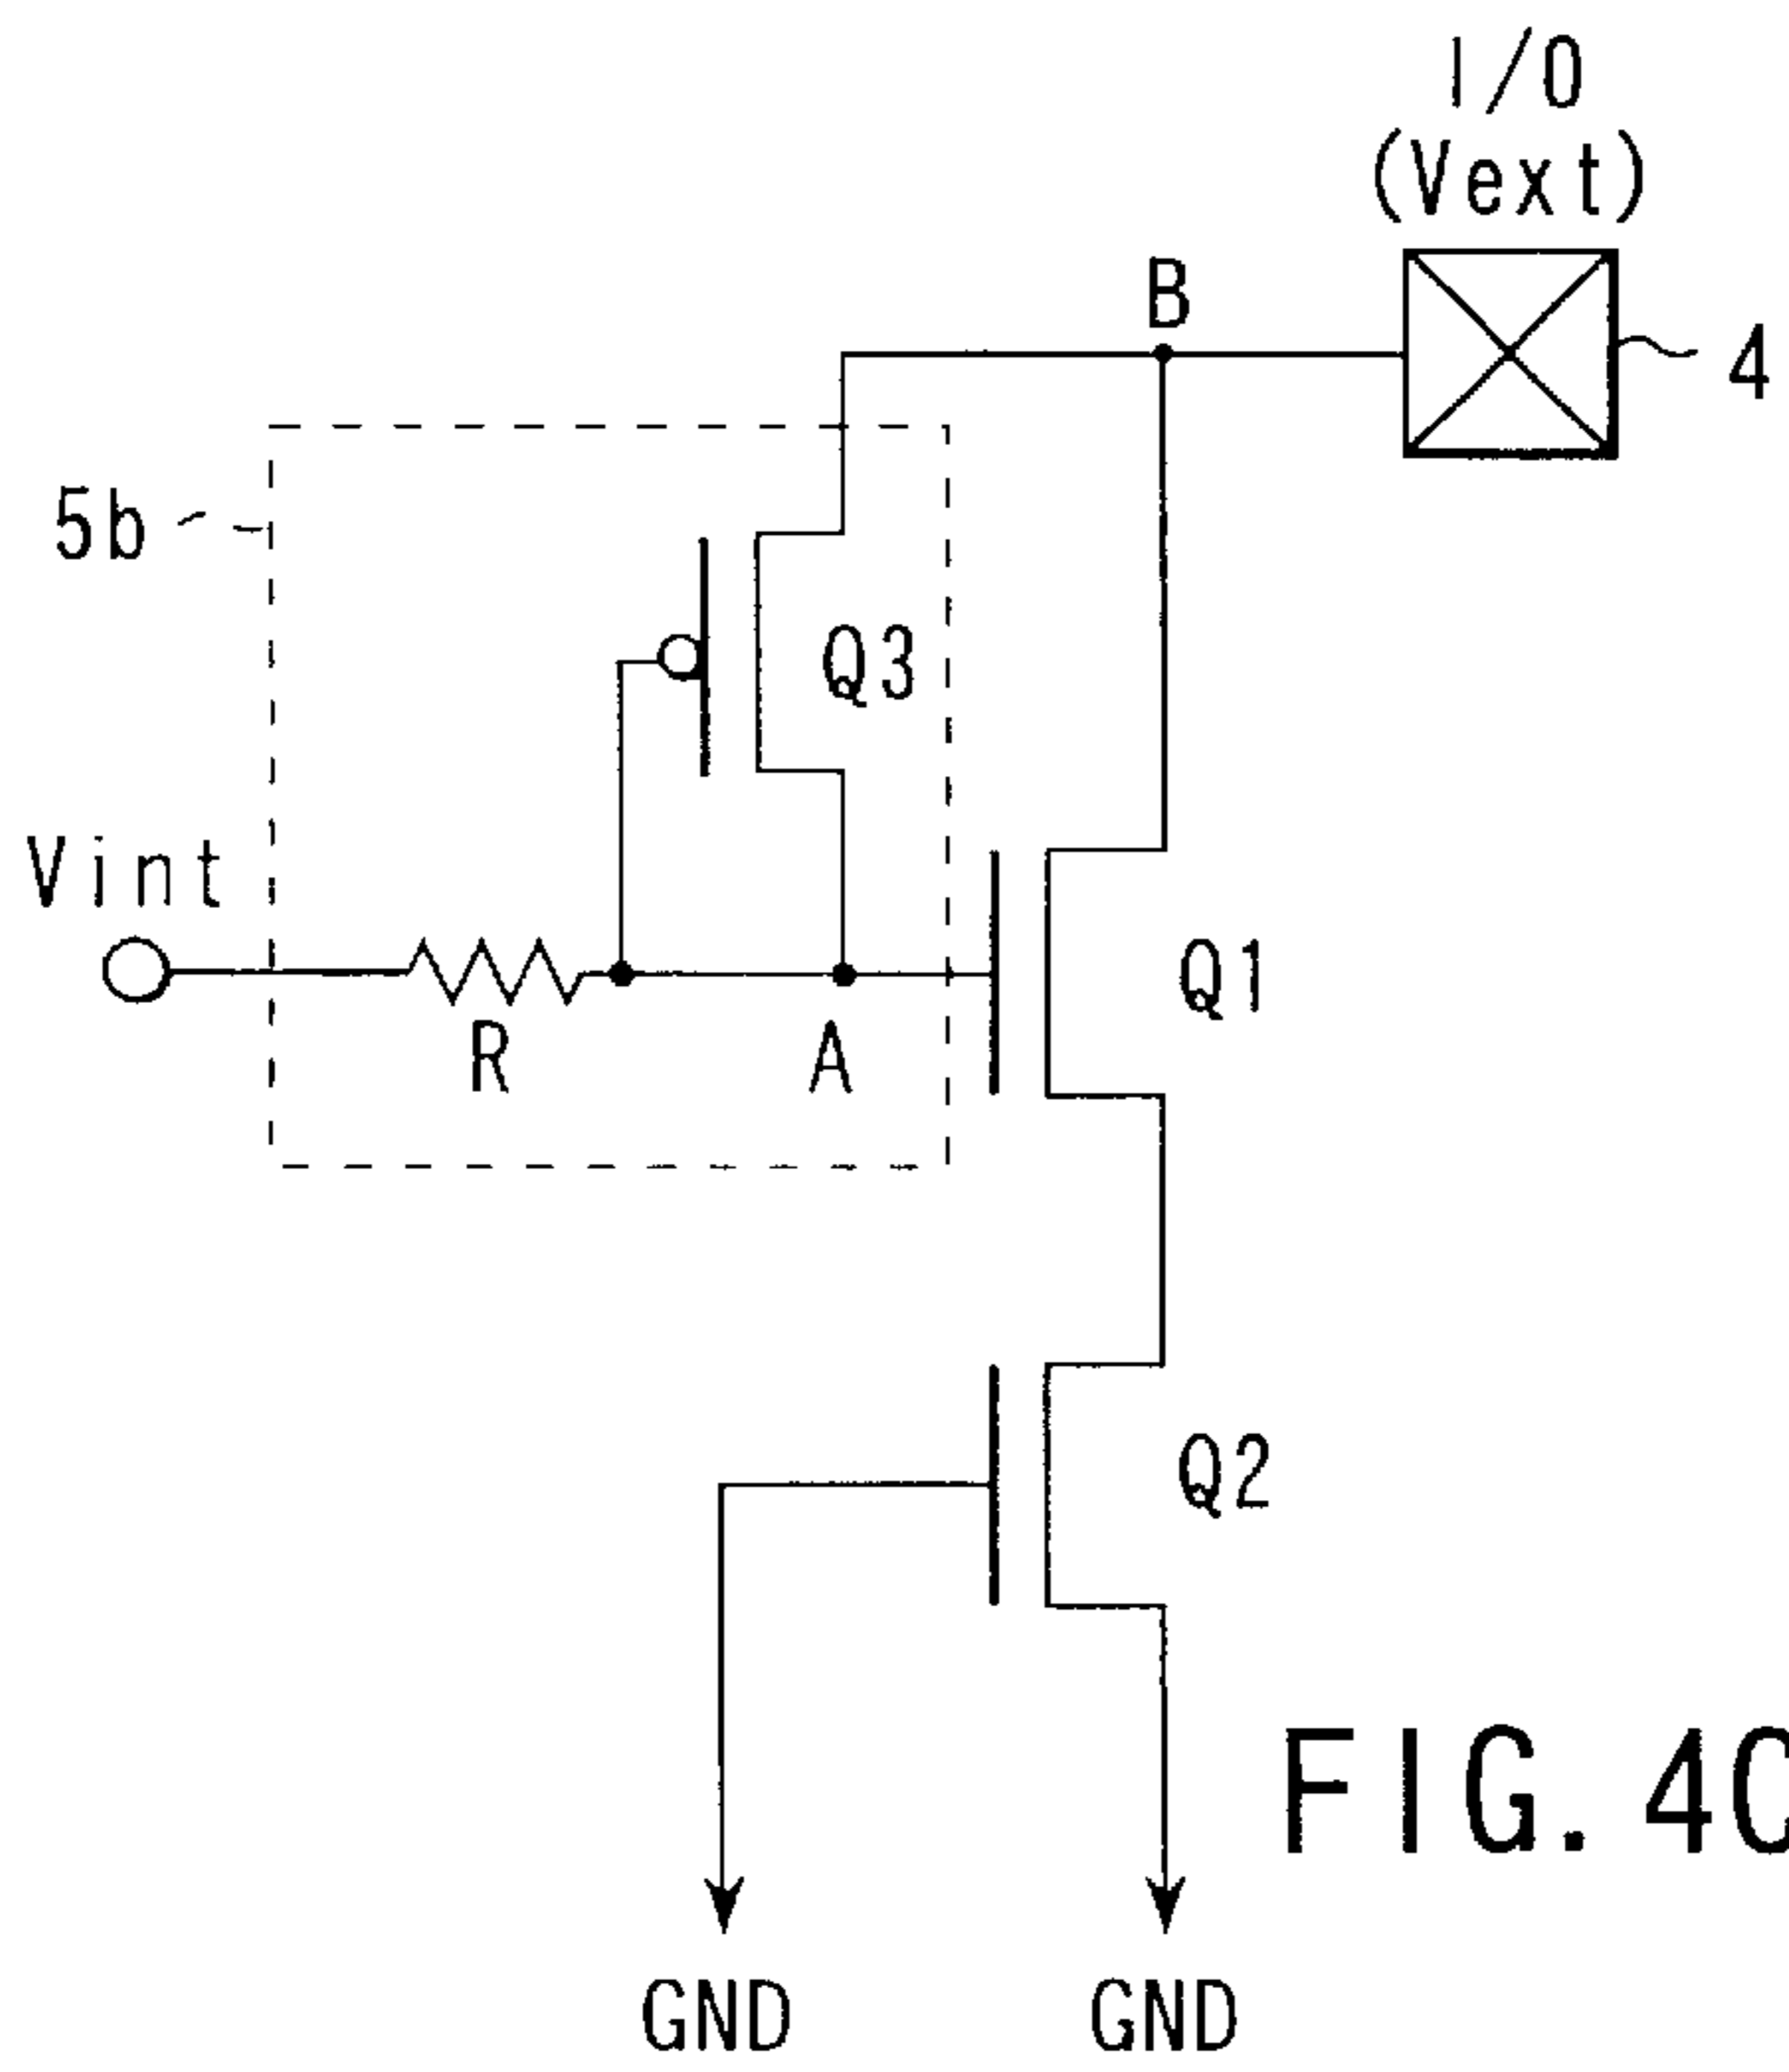 I/O
(Vext)
B
4
5b
Q3
Vint
R
A
Q1
Q2
FIG. 4C
GND
GND